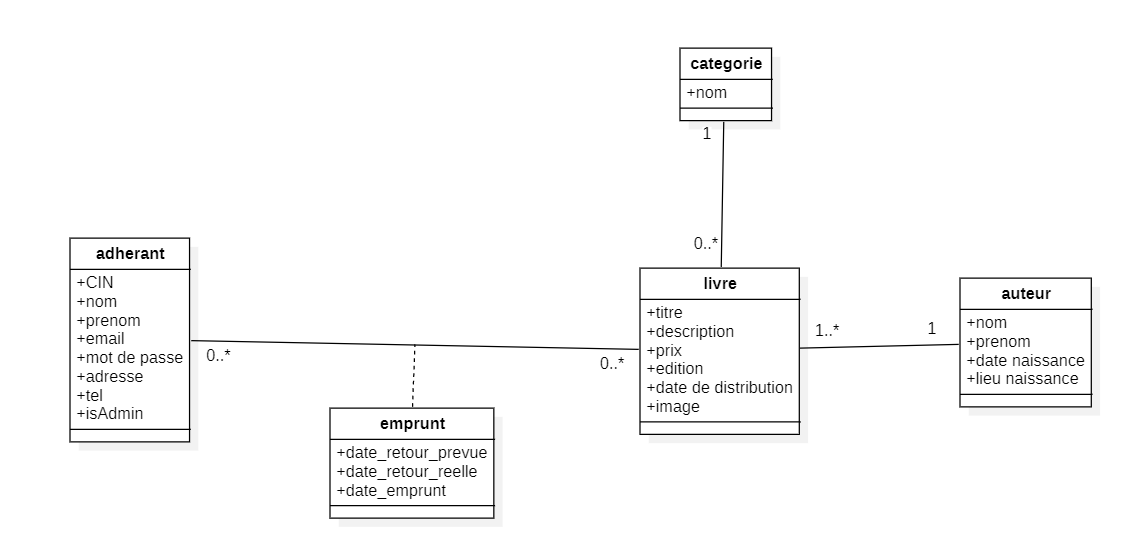 categorie
+nom
1
0..*
adherant
+CIN
+nom
+prenom
+email
+mot de passe
+adresse
+tel
+isAdmin
0..*
0..*
emprunt
+date_retour_prevue
+date_retour_reelle
+date_emprunt
livre
+titre
+description
+prix
+edition
+date de distribution
+image
1..*
1
auteur
+nom
+prenom
+date naissance
+lieu naissance